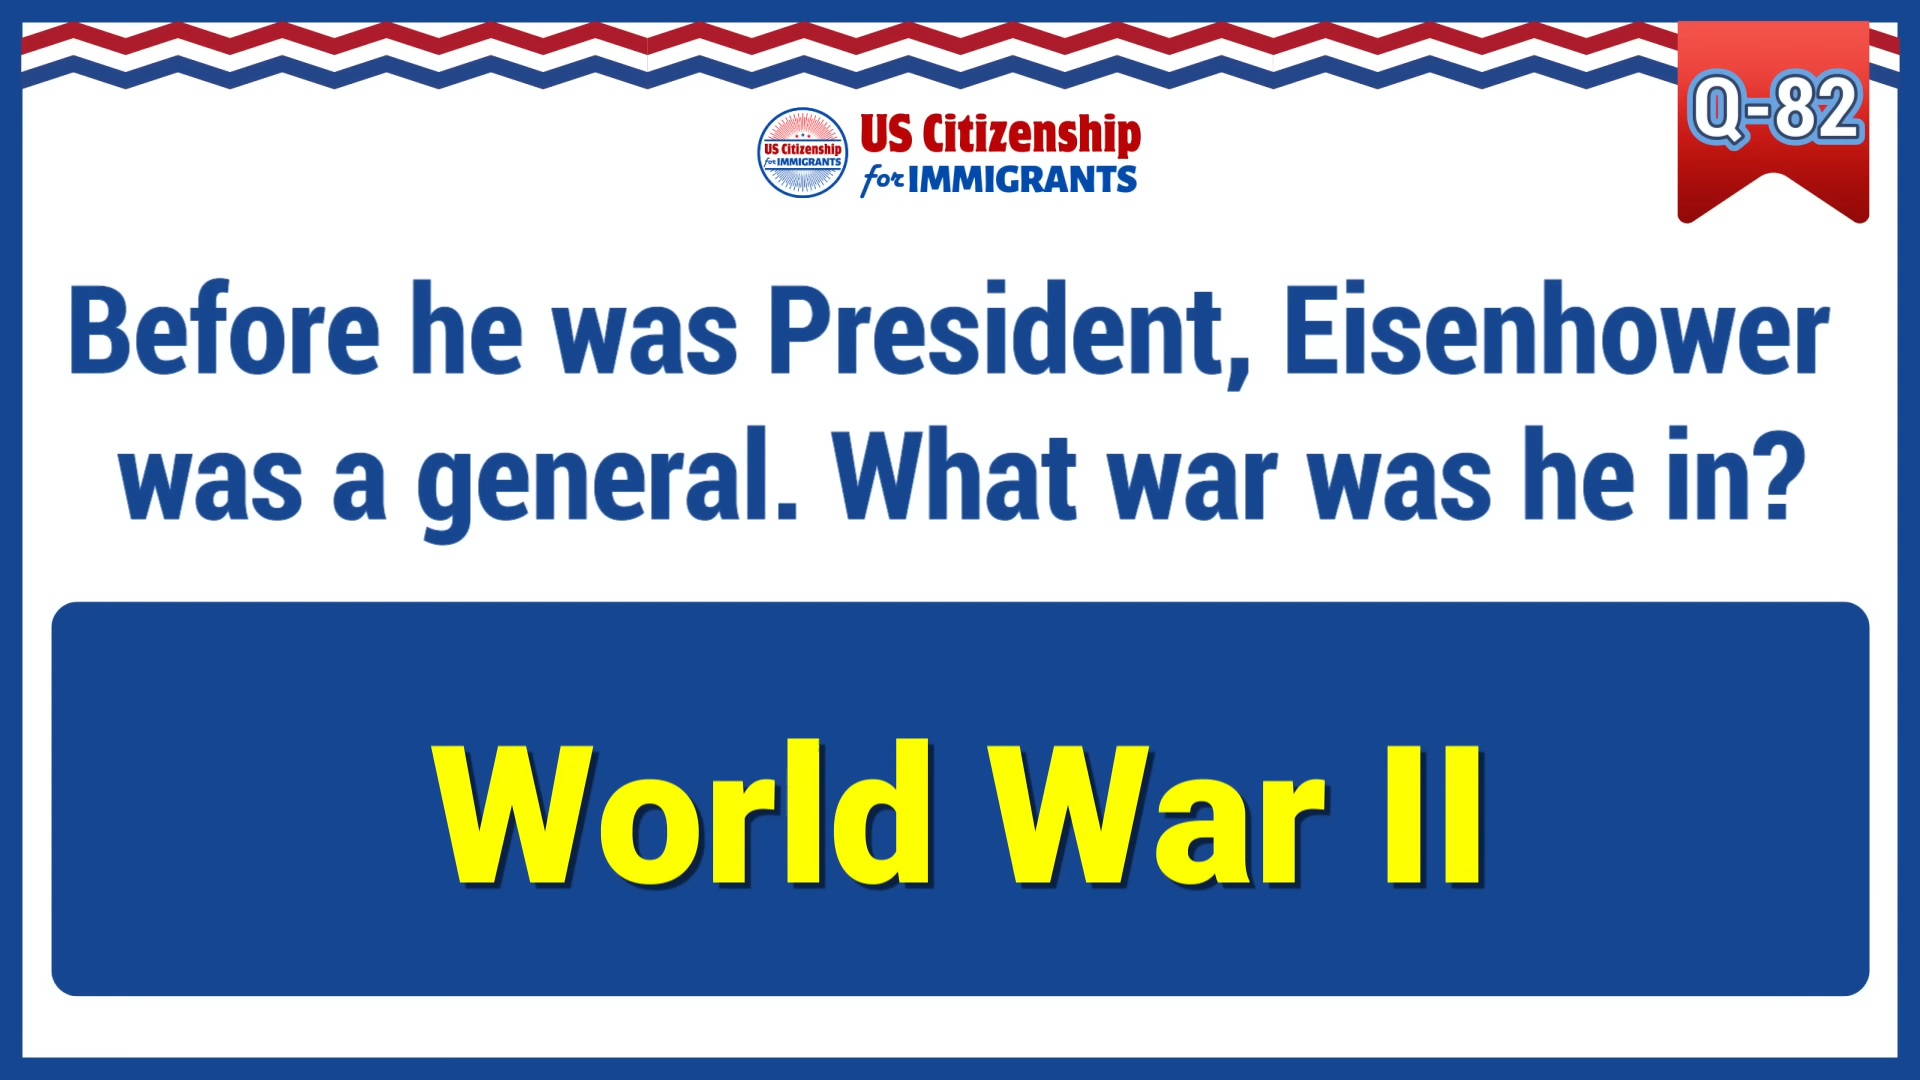 Q-82
US Citizenship
for IMMIGRANTS
US Citizenship
for IMMIGRANTS
Before he was President, Eisenhower
was a general. What war was he in?
World War II